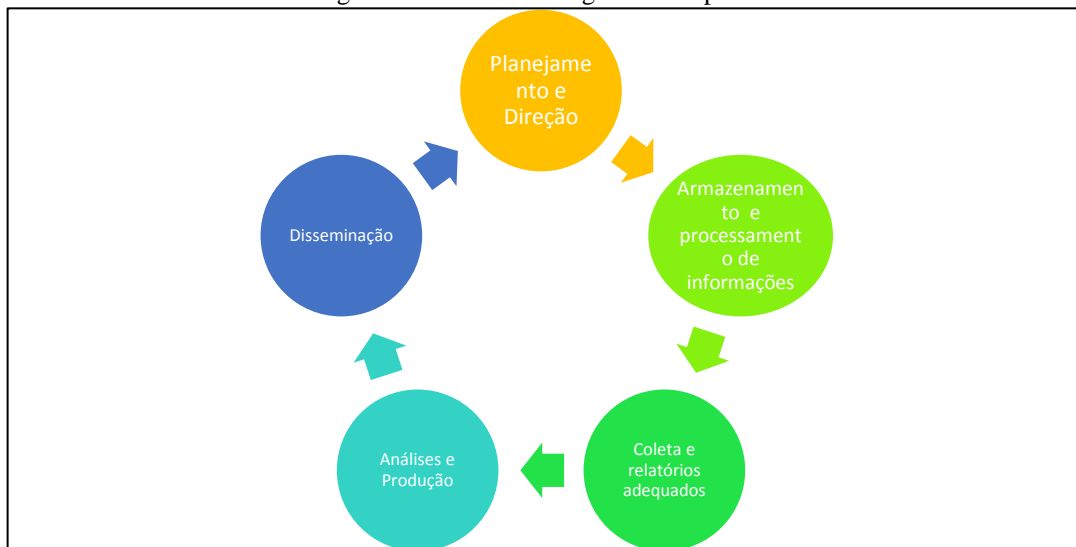 Planejame
nto e
Direção
Armazenamen
to e
processament
o de
informações
Coleta e
relatórios
adequados
Análises e
Produção
Disseminação